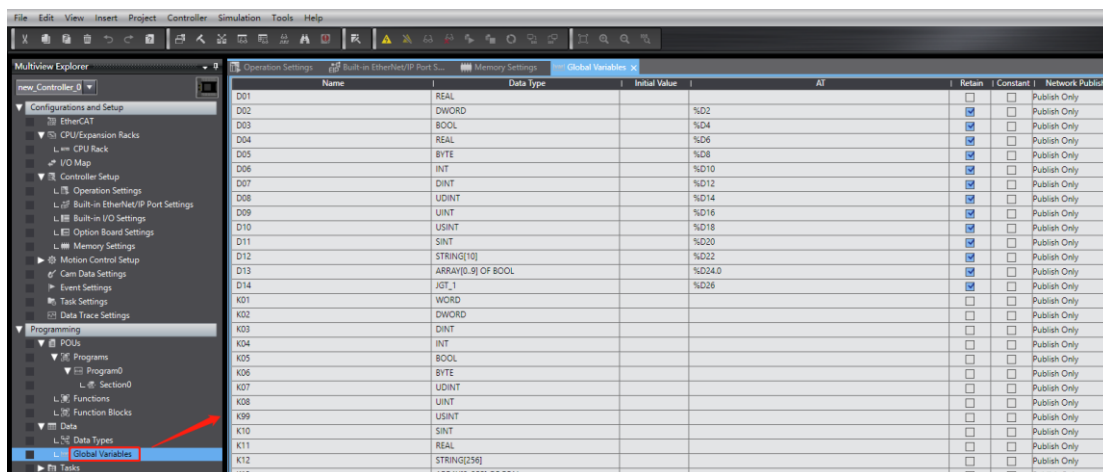 File Edit View Insert Project Controller Simulation Tools Help
Multiview Explorer
new_Controller_0
Configurations and Setup
EtherCAT
CPU/Expansion Racks
CPU Rack
I/O Map
Controller Setup
Operation Settings
Built-in EtherNet/IP Port Settings
Built-in I/O Settings
Option Board Settings
Memory Settings
Motion Control Setup
Cam Data Settings
Event Settings
Task Settings
Data Trace Settings
Programming
POUs
Programs
Program0
Section0
Functions
Function Blocks
Data
Data Types
Global Variables
Tasks
Operation Settings Built-in EtherNet/IP Port S... Memory Settings Global Variables x
Name Data Type Initial Value AT Retain Constant Network Publish
D01 REAL Publish Only
D02 DWORD %D2 Publish Only
D03 BOOL %D4 Publish Only
D04 REAL %D6 Publish Only
D05 BYTE %D8 Publish Only
D06 INT %D10 Publish Only
D07 DINT %D12 Publish Only
D08 UDINT %D14 Publish Only
D09 UINT %D16 Publish Only
D10 USINT %D18 Publish Only
D11 SINT %D20 Publish Only
D12 STRING[10] %D22 Publish Only
D13 ARRAY[0..9] OF BOOL %D24.0 Publish Only
D14 JGT_1 %D26 Publish Only
K01 WORD Publish Only
K02 DWORD Publish Only
K03 DINT Publish Only
K04 INT Publish Only
K05 BOOL Publish Only
K06 BYTE Publish Only
K07 UDINT Publish Only
K08 UINT Publish Only
K99 USINT Publish Only
K10 SINT Publish Only
K11 REAL Publish Only
K12 STRING[256] Publish Only